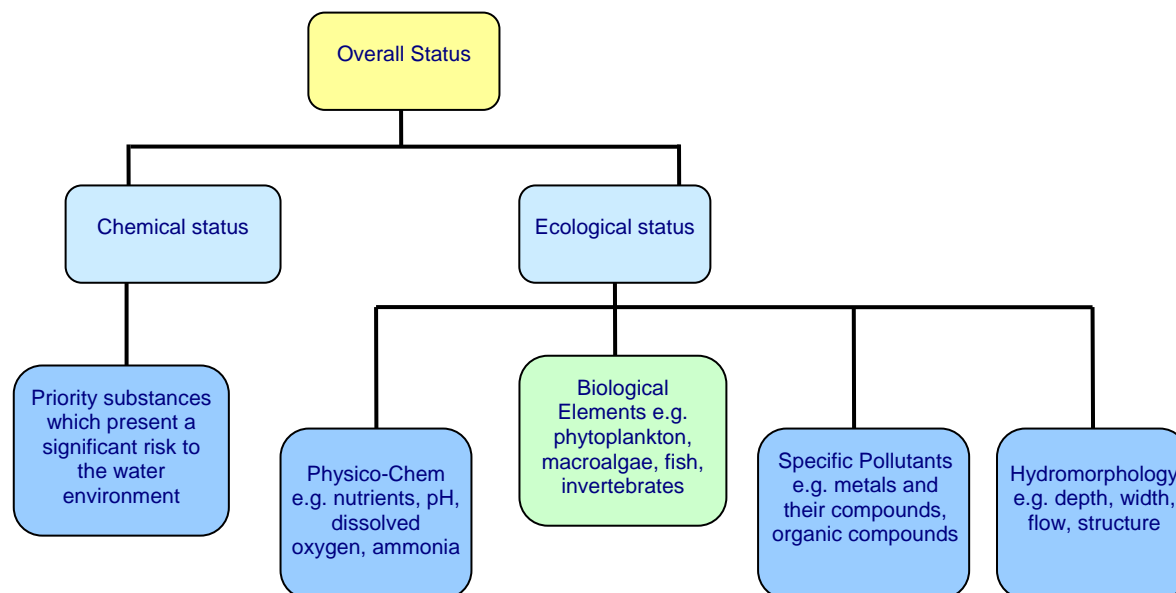 Overall Status
Chemical status
Ecological status
Priority substances
which present a
significant risk to
the water
environment
Physico-Chem
e.g. nutrients, pH,
dissolved
oxygen, ammonia
Biological
Elements e.g.
phytoplankton,
macroalgae, fish,
invertebrates
Specific Pollutants
e.g. metals and
their compounds,
organic compounds
Hydromorphology
e.g. depth, width,
flow, structure